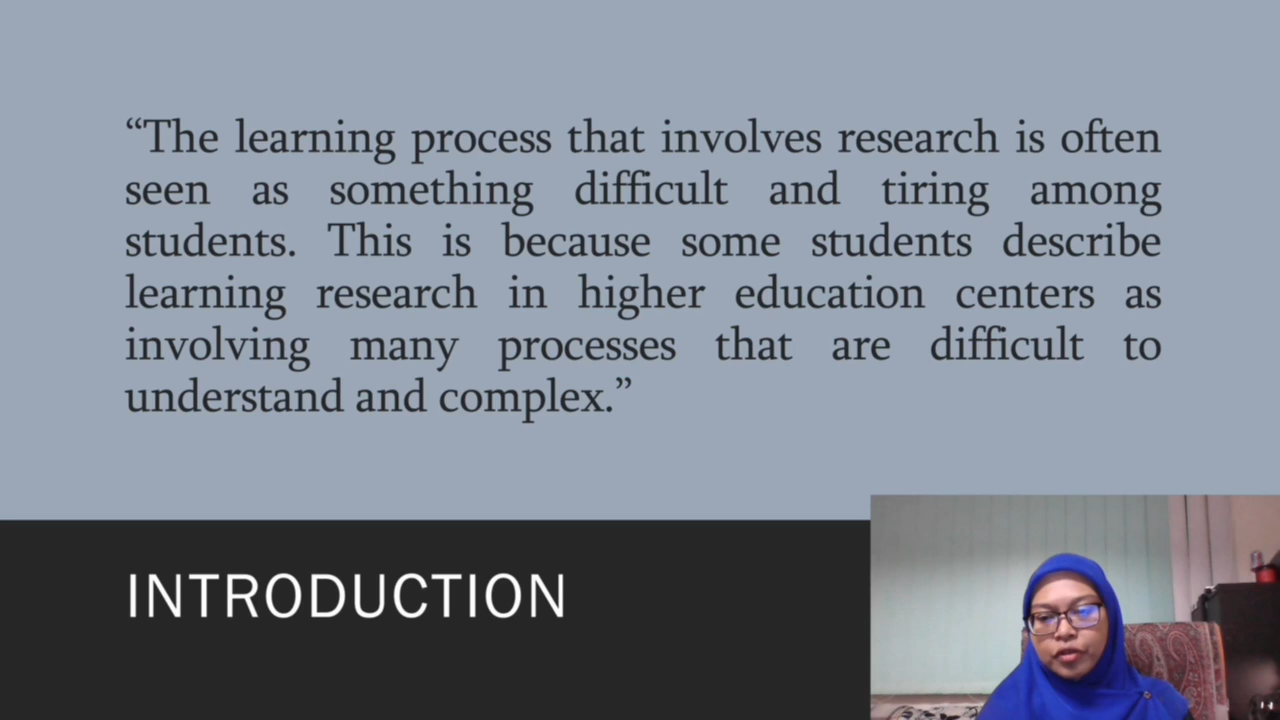 “The learning process that involves research is often
seen as something difficult and tiring among
students. This is because some students describe
learning research in higher education centers as
involving many processes that are difficult to
understand and complex.”
INTRODUCTION